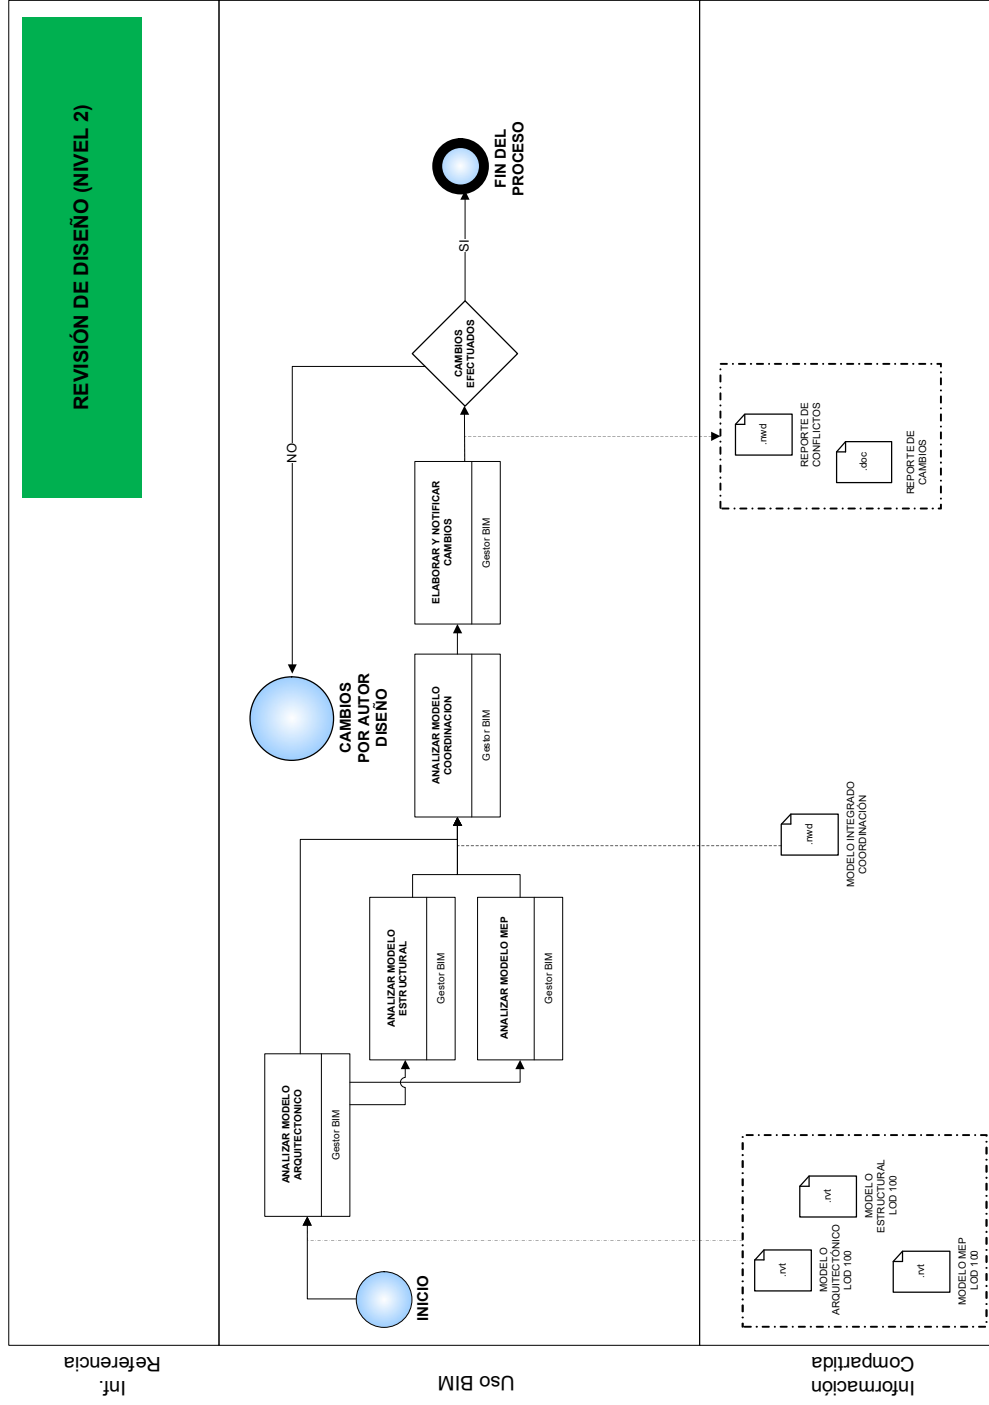 REVISIÓN DE DISEÑO (NIVEL 2)
Inf.
Referencia
Uso BIM
INICIO
ANALIZAR MODELO
ARQUITECTONICO
Gestor BIM
ANALIZAR MODELO
ESTRUCTURAL
Gestor BIM
ANALIZAR MODELO MEP
Gestor BIM
ANALIZAR MODELO
COORDINACION
Gestor BIM
ELABORAR Y NOTIFICAR
CAMBIOS
Gestor BIM
CAMBIOS
EFECTUADOS
NO
CAMBIOS
POR AUTOR
DISEÑO
SI
FIN DEL
PROCESO
Información
Compartida
.rvt
MODELO
ARQUITECTÓNICO
LOD 100
.rvt
MODELO
ESTRUCTURAL
LOD 100
.rvt
MODELO MEP
LOD 100
.nwd
MODELO INTEGRADO
COORDINACIÓN
.nwd
REPORTE DE
CONFLICTOS
.doc
REPORTE DE
CAMBIOS